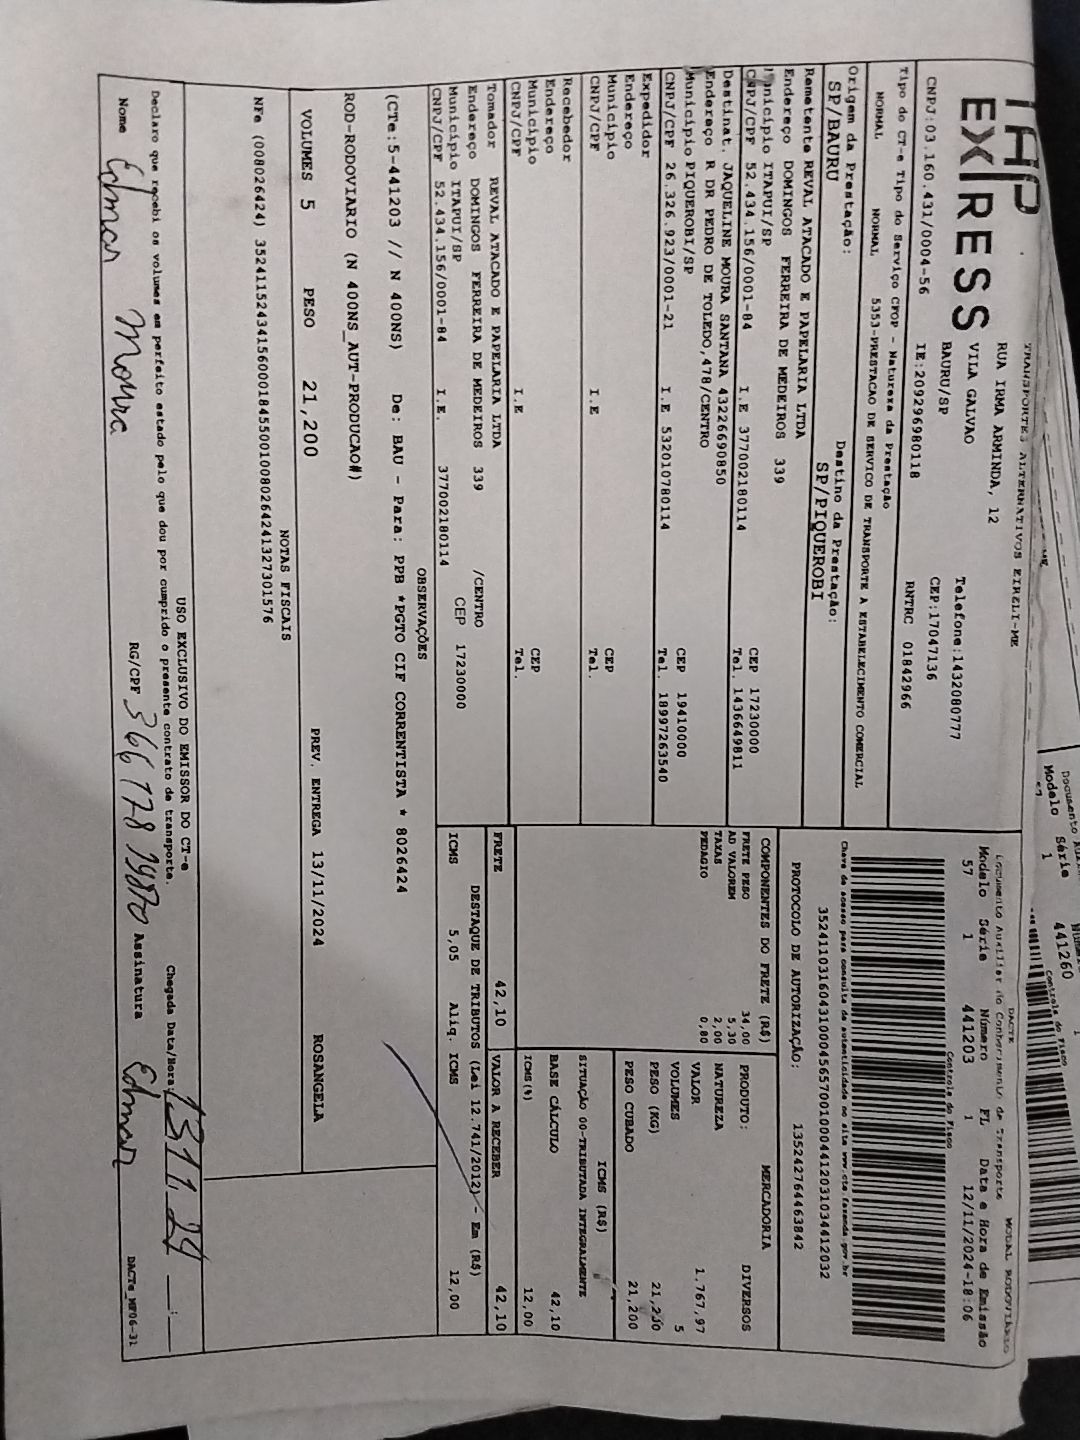 TAP EXPRESS
TRANSPORTES ALTERNATIVOS EIRELI-ME
RUA IRMA ARMINDA, 12
VILA GALVAO
BAURU/SP
Telefone:1432080777
CEP:17047136
CNPJ:03.160.431/0004-56 IE:209296980118 RNTRC 01842966
Tipo do CT-e Tipo do Serviço CFOP - Natureza da Prestação
NORMAL NORMAL 5353-PRESTACAO DE SERVICO DE TRANSPORTE A ESTABELECIMENTO COMERCIAL
Origem da Prestação: Destino da Prestação:
SP/BAURU SP/PIQUEROBI
DACTE MODAL RODOVIÁRIO
Documento Auxiliar do Conhecimento de Transporte
Modelo Série Número FL Data e Hora de Emissão
57 1 441203 1 12/11/2024-18:06
Controle do Fisco
Chave de acesso para consulta de autenticidade no site www.cte.fazenda.gov.br
35241103160431000456570010004412031034412032
PROTOCOLO DE AUTORIZAÇÃO: 135242764463842
Remetente REVAL ATACADO E PAPELARIA LTDA
Endereço DOMINGOS FERREIRA DE MEDEIROS 339
Município ITAPUI/SP CEP 17230000
CNPJ/CPF 52.434.156/0001-84 I.E 377002180114 Tel. 1436649811
Destinat. JAQUELINE MOURA SANTANA 43226690850
Endereço R DR PEDRO DE TOLEDO,478/CENTRO
Município PIQUEROBI/SP CEP 19410000
CNPJ/CPF 26.326.923/0001-21 I.E 532010780114 Tel. 18997263540
Expedidor
Endereço
Município CEP
CNPJ/CPF I.E Tel.
Recebedor
Endereço
Município CEP
CNPJ/CPF I.E Tel.
Tomador REVAL ATACADO E PAPELARIA LTDA
Endereço DOMINGOS FERREIRA DE MEDEIROS 339 /CENTRO
Município ITAPUI/SP CEP 17230000
CNPJ/CPF 52.434.156/0001-84 I.E. 377002180114
COMPONENTES DO FRETE (R$)
FRETE PESO 34,00
AD VALOREM 5,30
TAXAS 2,00
PEDAGIO 0,80
FRETE 42,10
MERCADORIA
PRODUTO: DIVERSOS
NATUREZA
VALOR 1.767,97
VOLUMES 5
PESO (KG) 21,200
PESO CUBADO 21,200
ICMS (R$)
SITUAÇÃO 00-TRIBUTADA INTEGRALMENTE
BASE CÁLCULO 42,10
ICMS(%) 12,00
VALOR A RECEBER 42,10
DESTAQUE DE TRIBUTOS (Lei 12.741/2012) - Em (R$)
ICMS 5,05 Aliq. ICMS 12,00
OBSERVAÇÕES
(CTe:5-441203 // N 400NS) De: BAU - Para: PPB *PGTO CIF CORRENTISTA * 8026424
ROD-RODOVIARIO (N 400NS_AUT-PRODUCAO#)
VOLUMES 5 PESO 21,200 PREV. ENTREGA 13/11/2024 ROSANGELA
NOTAS FISCAIS
NFe (008026424) 35241152434156000184550010080264241327301576
USO EXCLUSIVO DO EMISSOR DO CT-e
Declaro que recebi os volumes em perfeito estado pelo que dou por cumprido o presente contrato de transporte. Chegada Data/Hora: 13 11 24 __:__
Nome Edmar Moura RG/CPF Assinatura Edmar
DACTe_MF06-31
Modelo Série
57 1 441260
Controle do Fisco